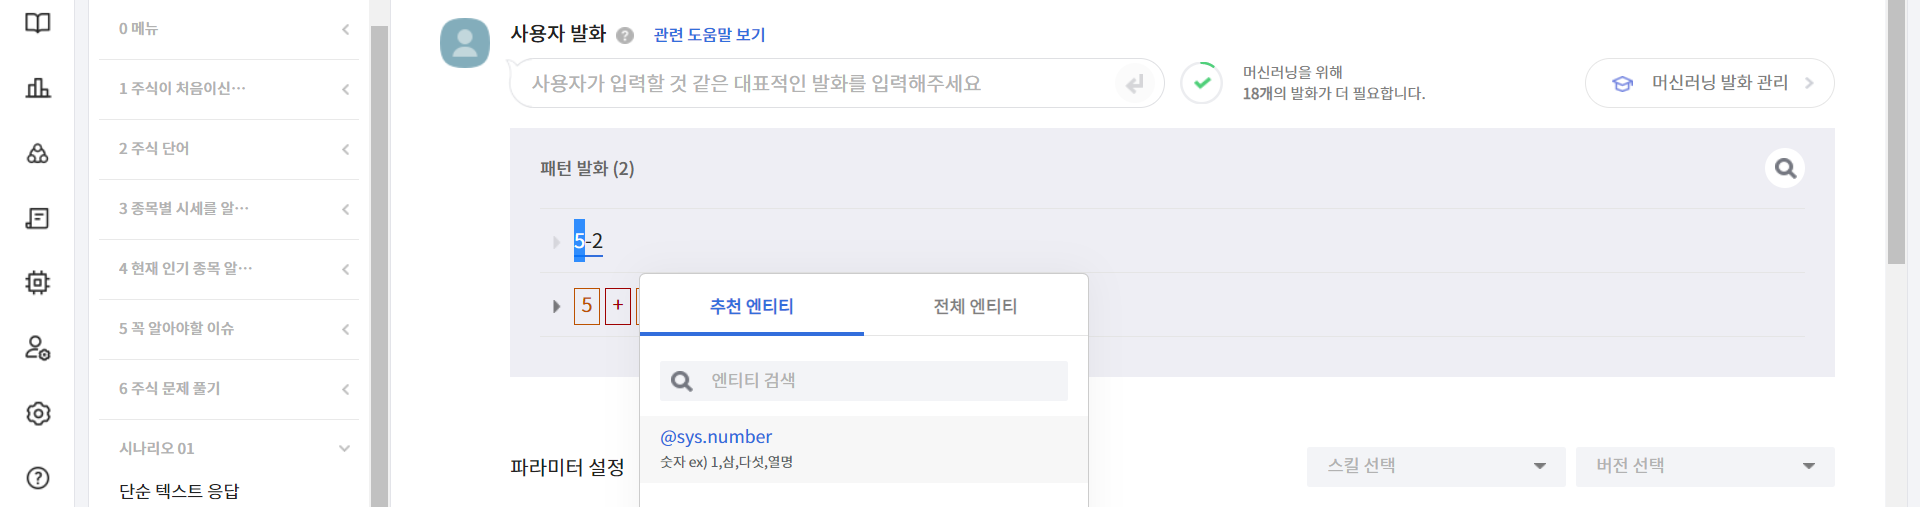 0 메뉴
1 주식이 처음이신…
2 주식 단어
3 종목별 시세를 알…
4 현재 인기 종목 알…
5 꼭 알아야할 이슈
6 주식 문제 풀기
시나리오 01
단순 텍스트 응답
사용자 발화 ? 관련 도움말 보기
사용자가 입력할 것 같은 대표적인 발화를 입력해주세요
머신러닝을 위해
18개의 발화가 더 필요합니다.
머신러닝 발화 관리
패턴 발화 (2)
5-2
5 +
추천 엔티티 전체 엔티티
엔티티 검색
@sys.number
숫자 ex) 1,삼,다섯,열명
파라미터 설정
스킬 선택 버전 선택